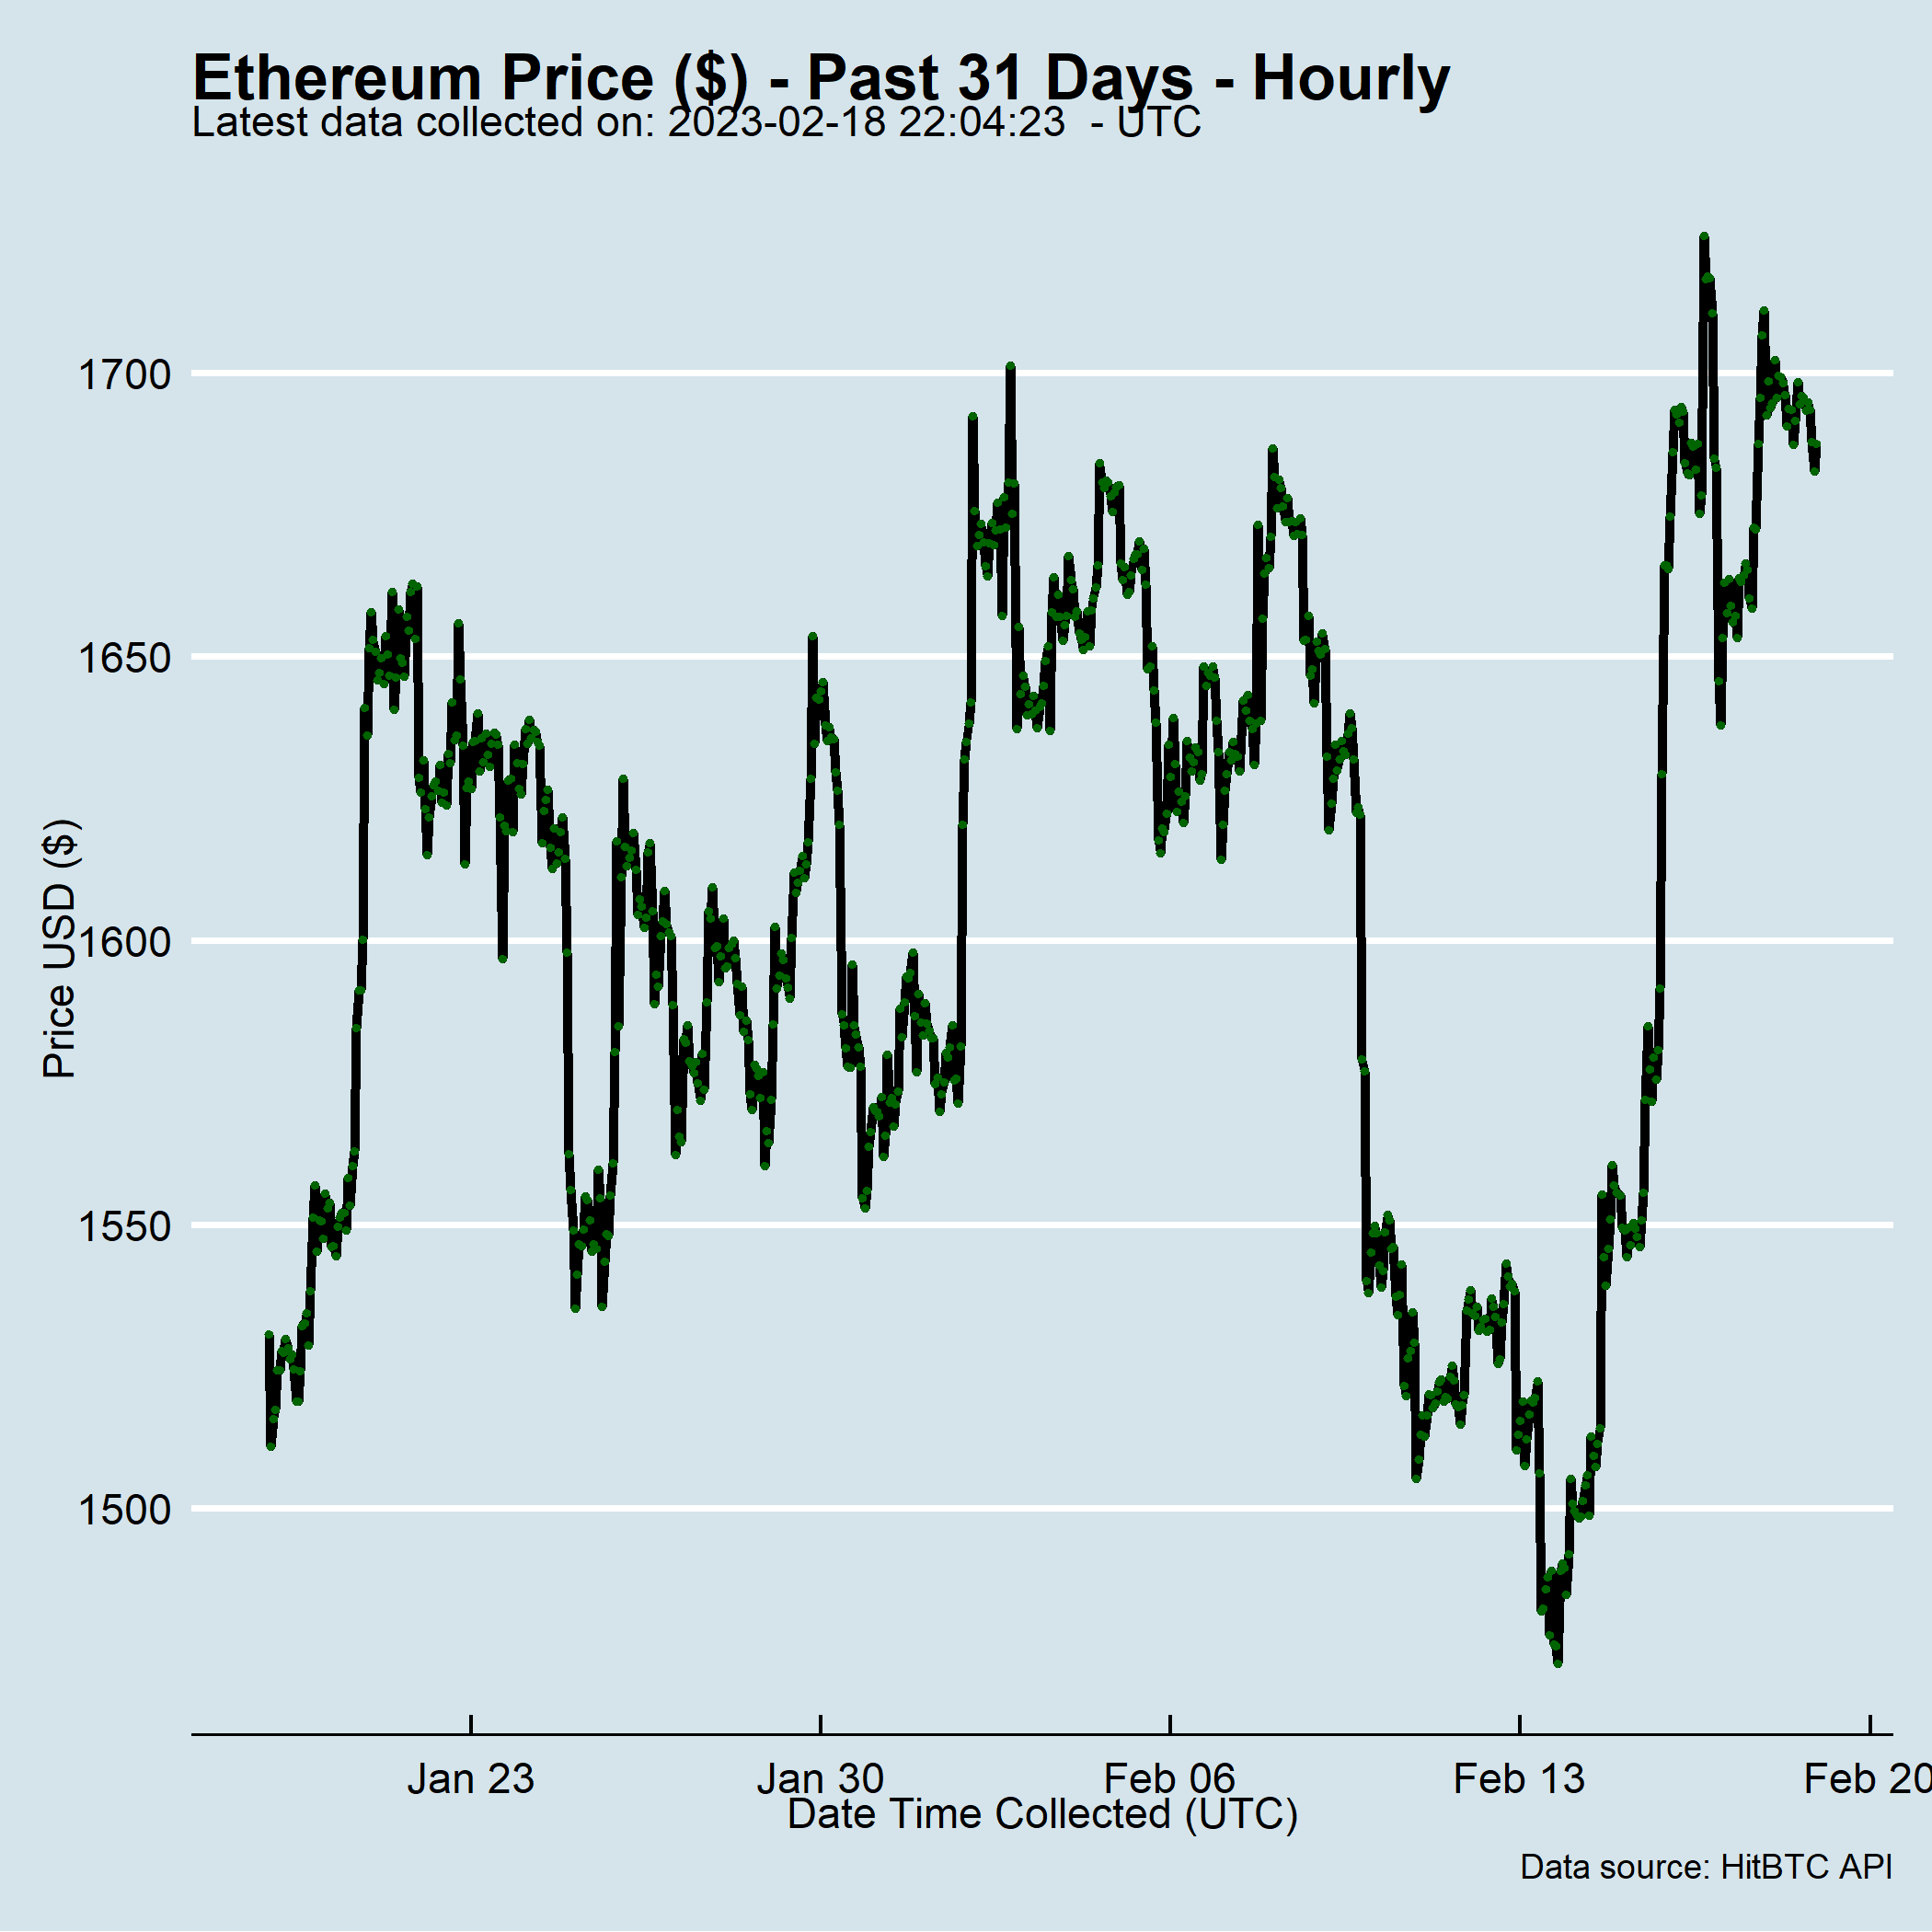 Ethereum Price ($) - Past 31 Days - Hourly
Latest data collected on: 2023-02-18 22:04:23  - UTC
Price USD ($)
1700
1650
1600
1550
1500
Jan 23
Jan 30
Feb 06
Feb 13
Feb 20
Date Time Collected (UTC)
Data source: HitBTC API